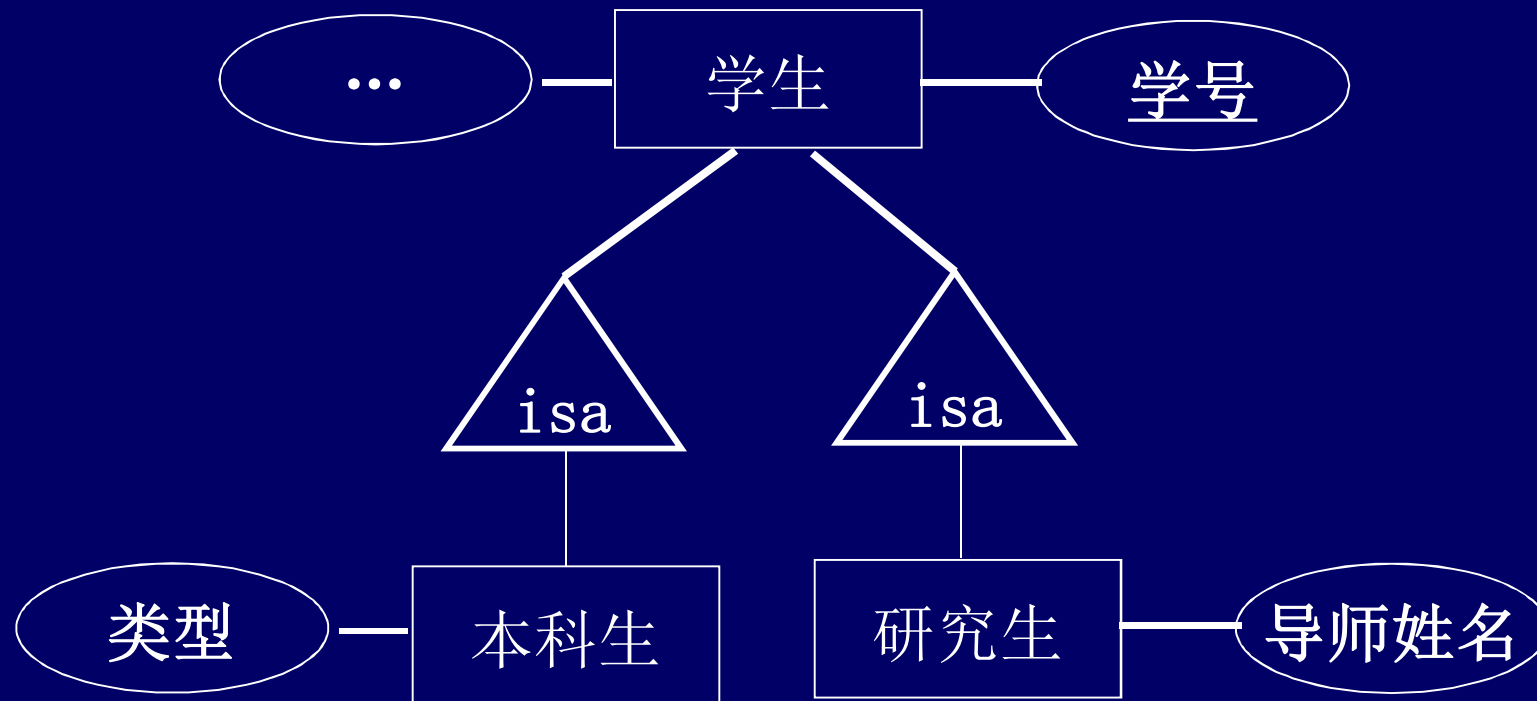 …
学生
学号
isa
isa
类型
本科生
研究生
导师姓名